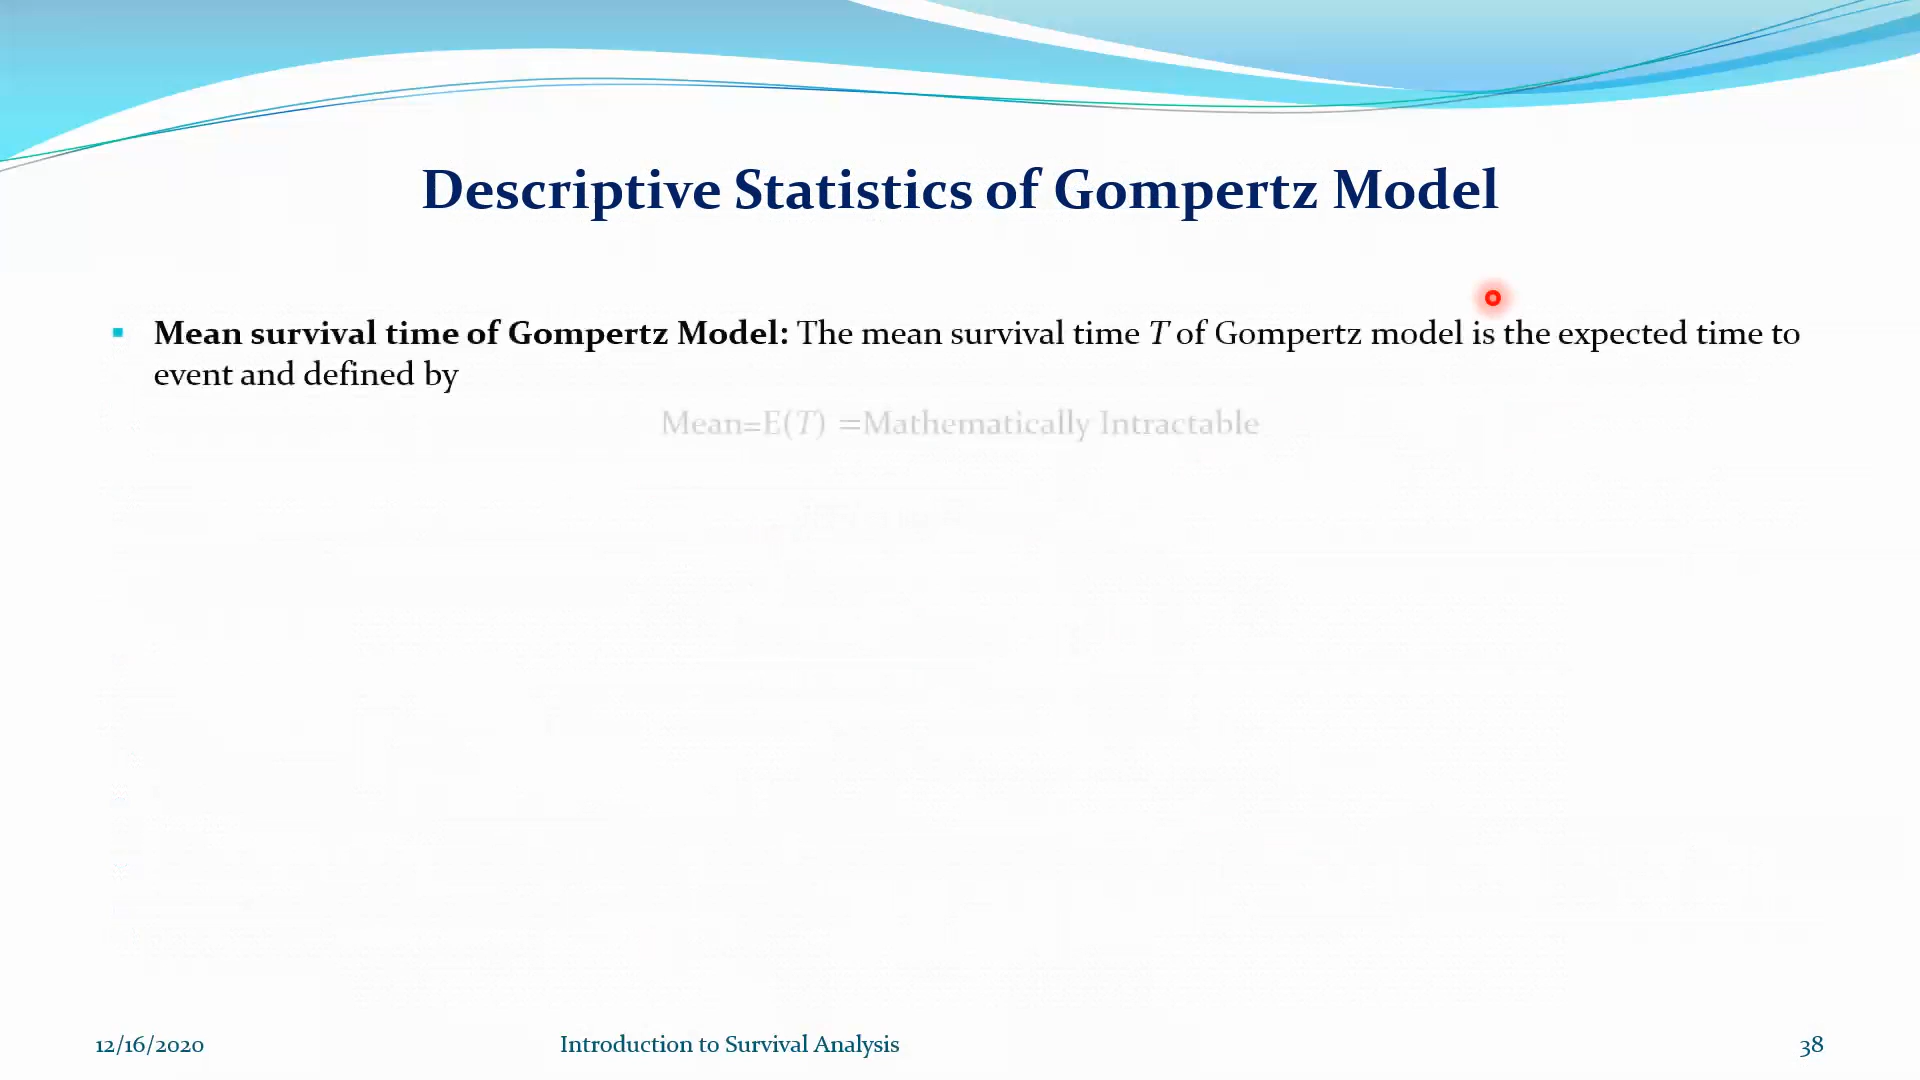 Descriptive Statistics of Gompertz Model
Mean survival time of Gompertz Model: The mean survival time T of Gompertz model is the expected time to
event and defined by
Mean=E(T) =Mathematically Intractable
12/16/2020
Introduction to Survival Analysis
38